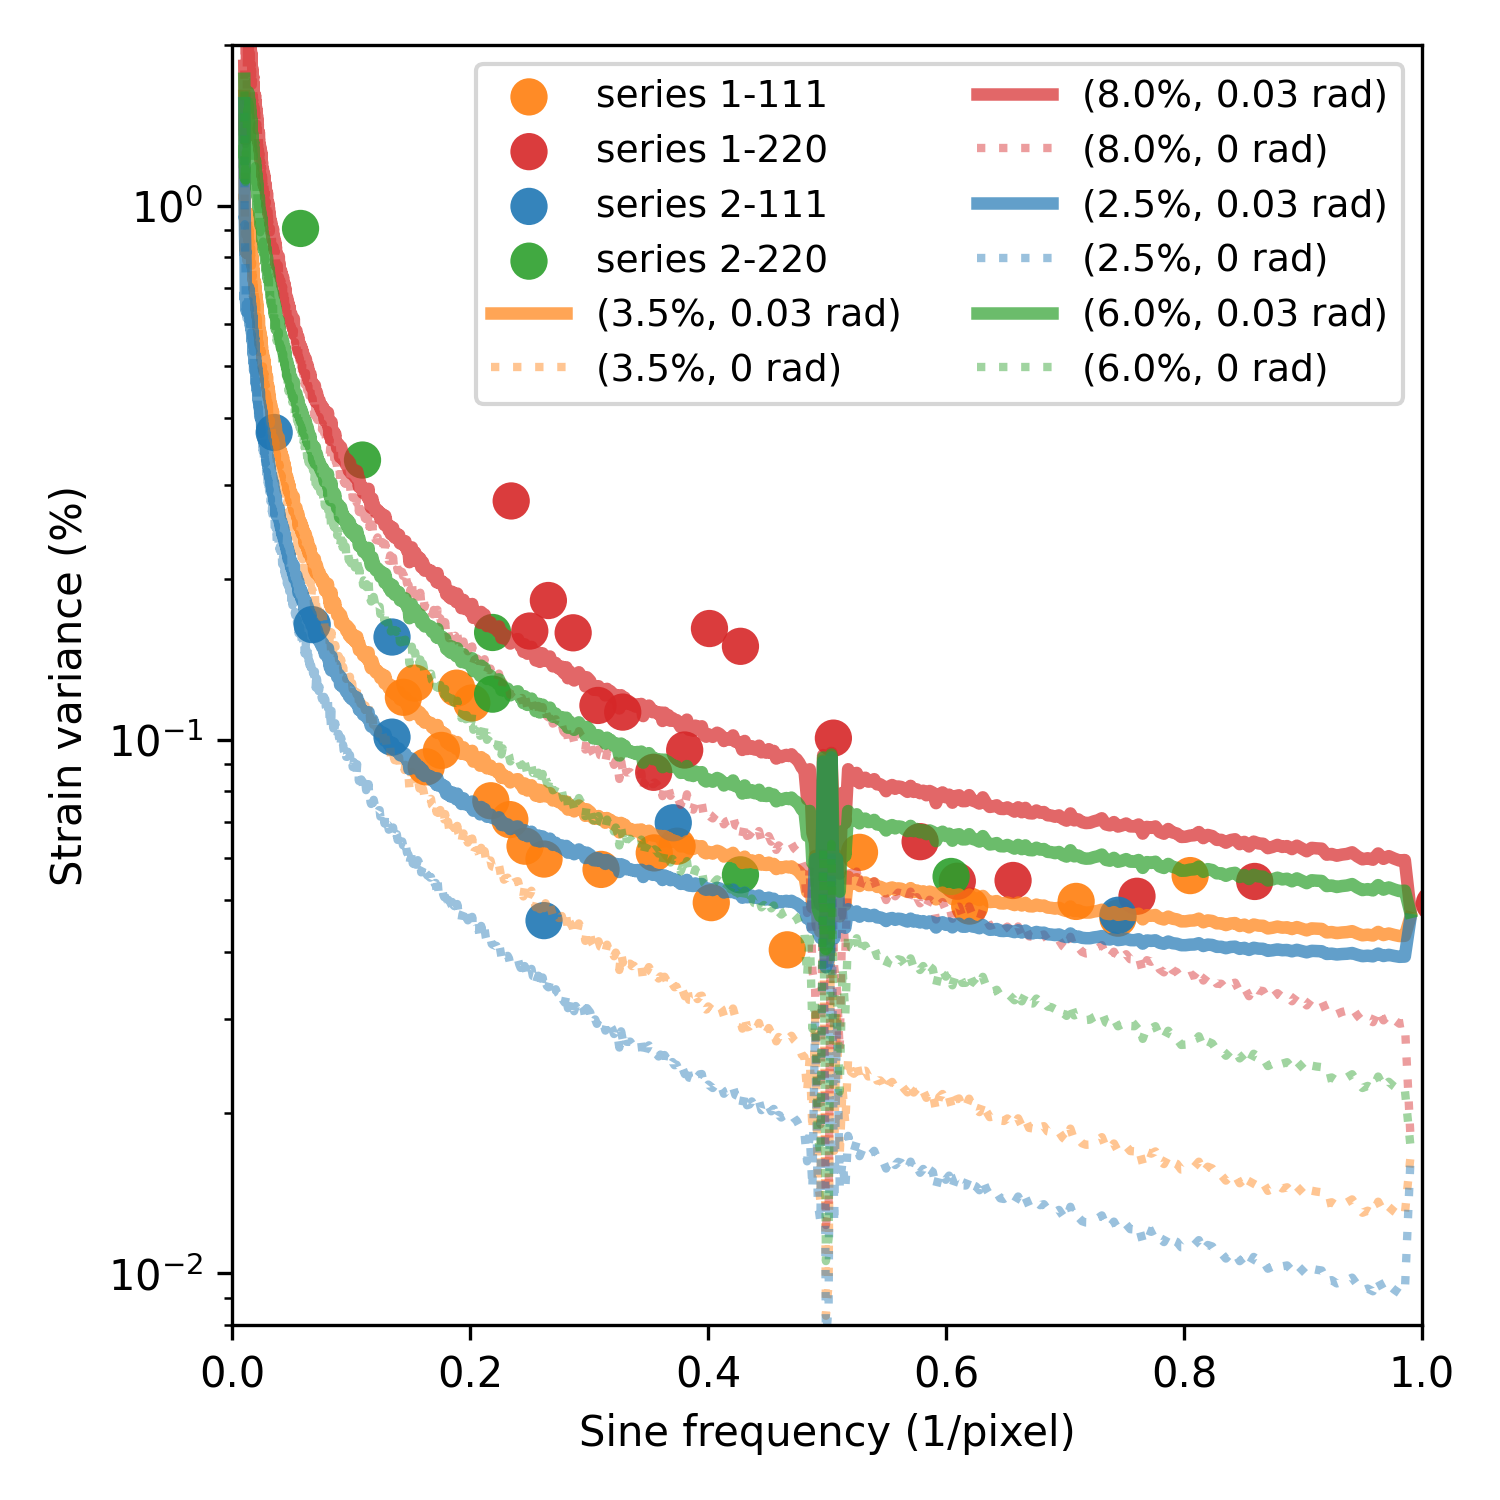 series 1-111
series 1-220
series 2-111
series 2-220
(3.5%, 0.03 rad)
(3.5%, 0 rad)
(8.0%, 0.03 rad)
(8.0%, 0 rad)
(2.5%, 0.03 rad)
(2.5%, 0 rad)
(6.0%, 0.03 rad)
(6.0%, 0 rad)
Strain variance (%)
10⁰
10⁻¹
10⁻²
0.0 0.2 0.4 0.6 0.8 1.0
Sine frequency (1/pixel)